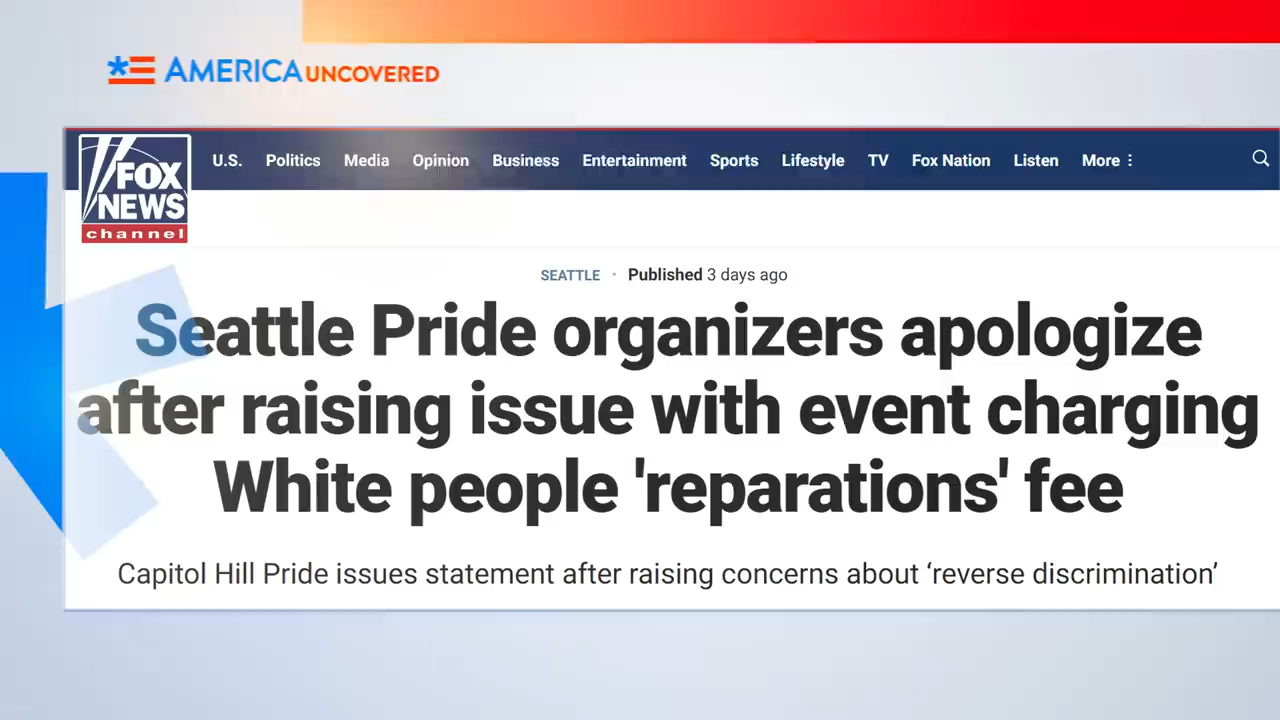 AMERICA UNCOVERED
FOX NEWS channel
U.S. Politics Media Opinion Business Entertainment Sports Lifestyle TV Fox Nation Listen More
SEATTLE · Published 3 days ago
Seattle Pride organizers apologize
after raising issue with event charging
White people 'reparations' fee
Capitol Hill Pride issues statement after raising concerns about ‘reverse discrimination’